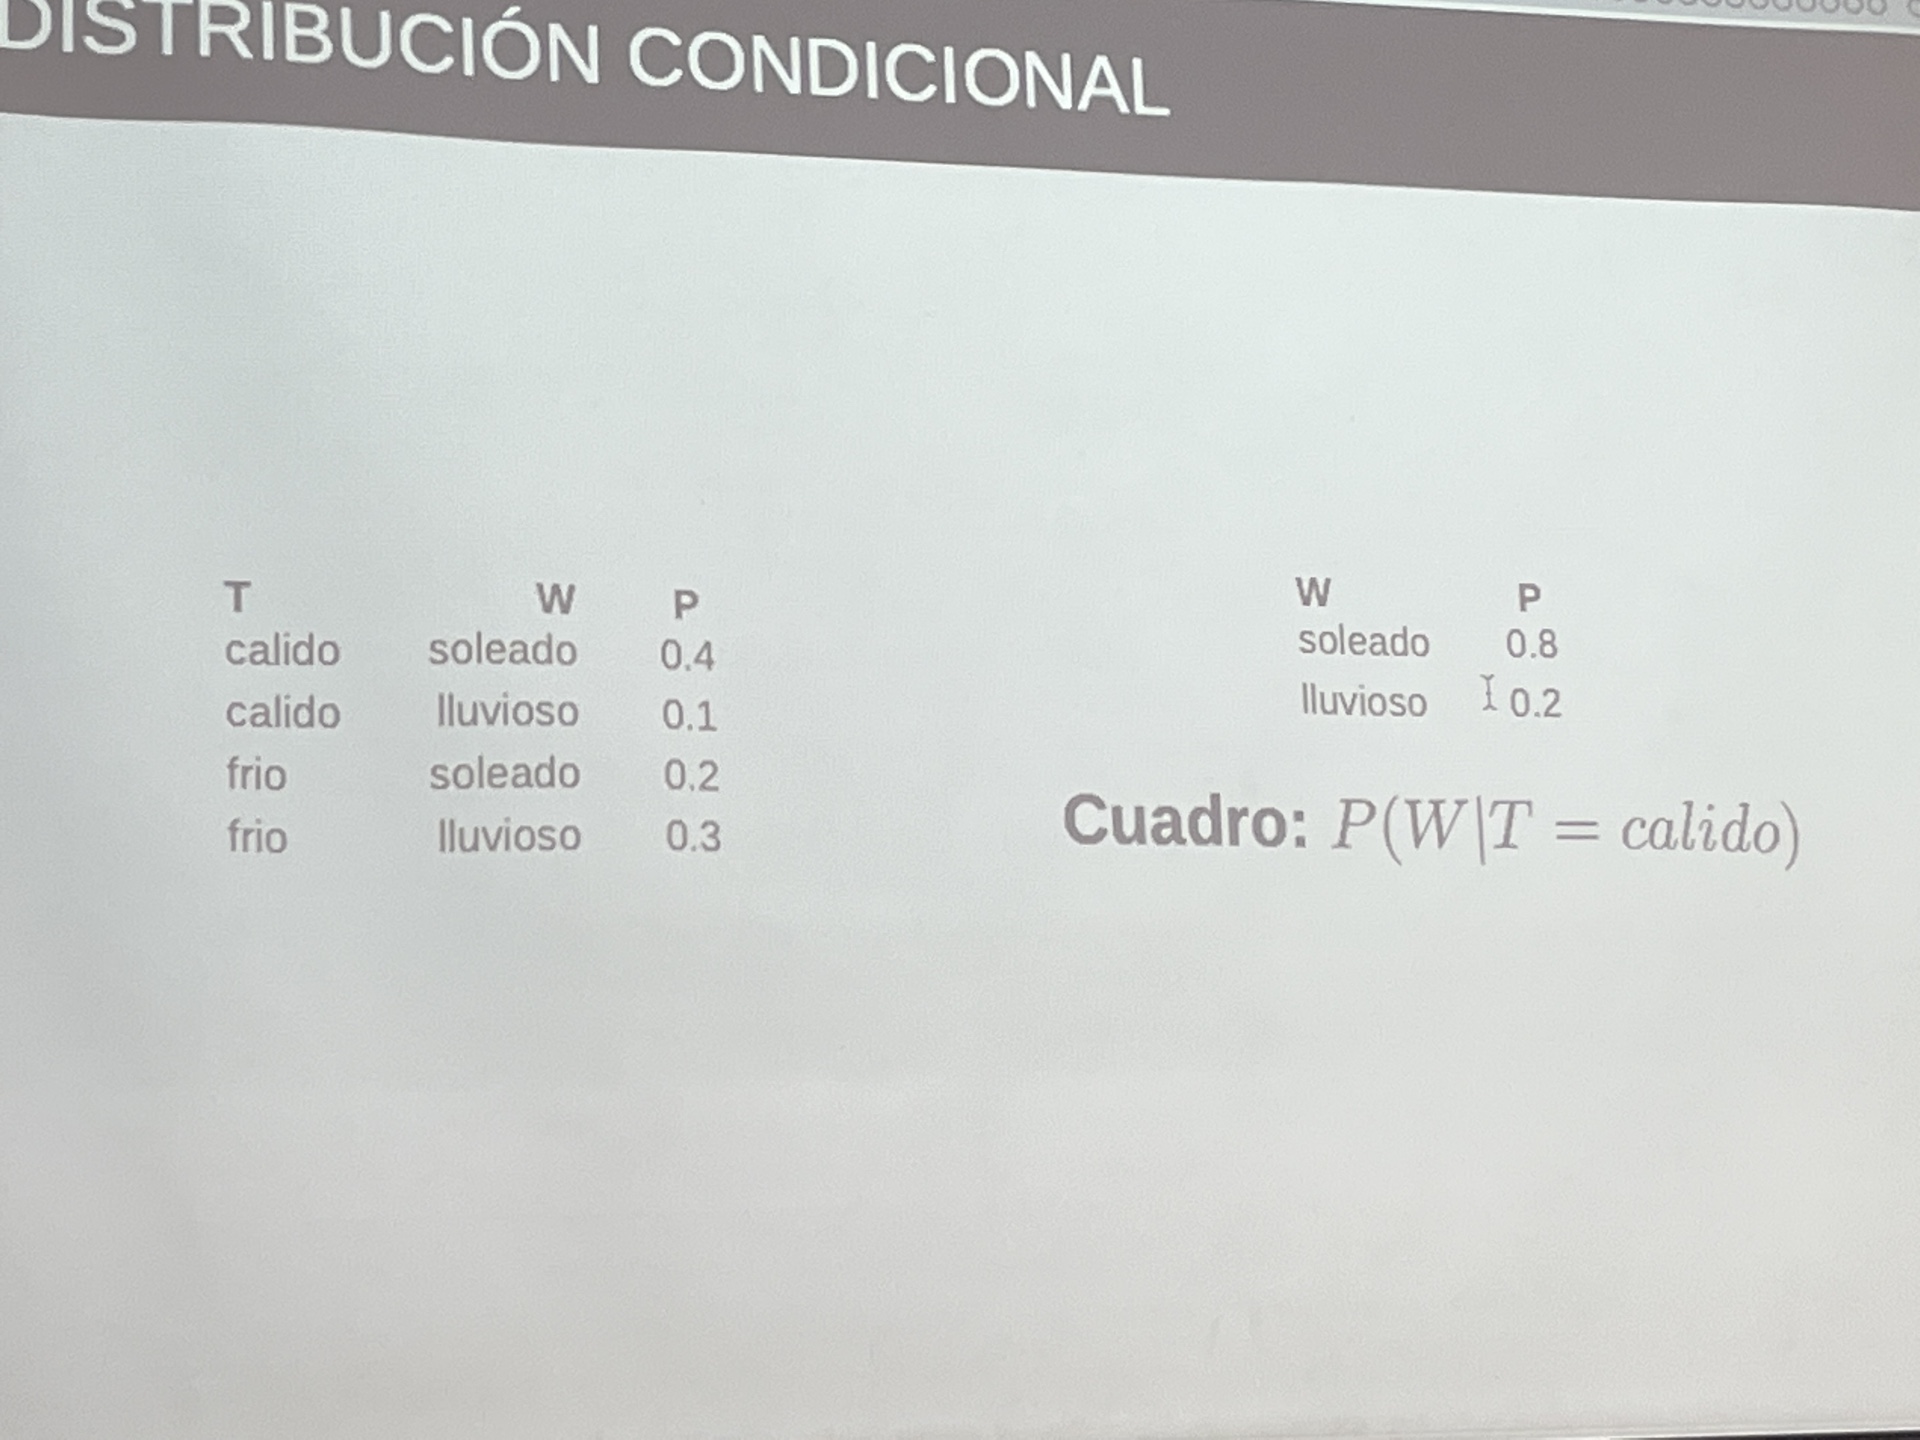 DISTRIBUCIÓN CONDICIONAL
T W P
calido soleado 0.4
calido lluvioso 0.1
frio soleado 0.2
frio lluvioso 0.3
W P
soleado 0.8
lluvioso 0.2
Cuadro: P(W|T = calido)